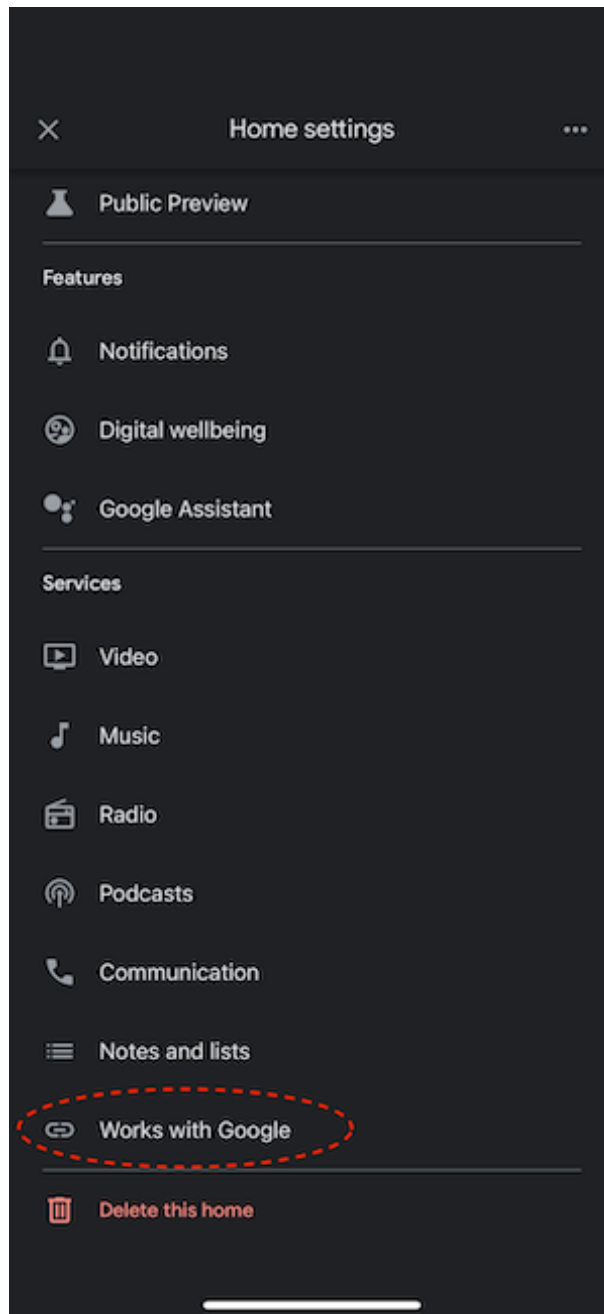 Home settings
Public Preview
Features
Notifications
Digital wellbeing
Google Assistant
Services
Video
Music
Radio
Podcasts
Communication
Notes and lists
Works with Google
Delete this home